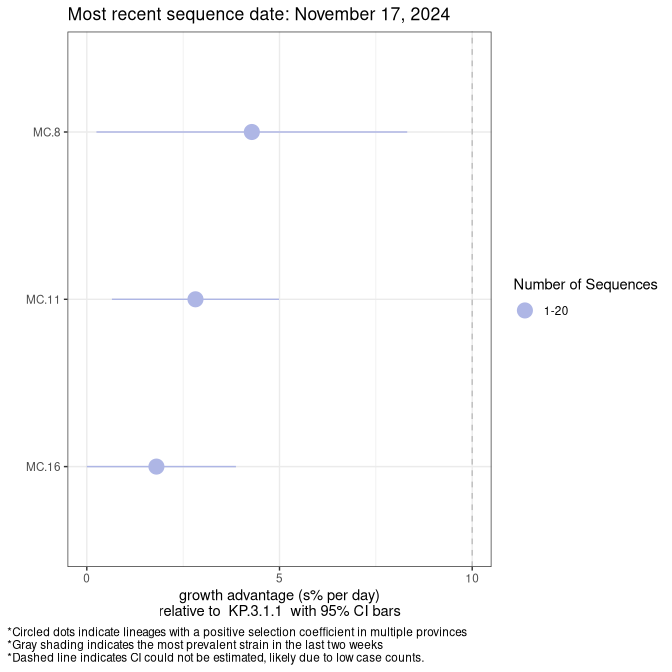 Most recent sequence date: November 17, 2024
MC.8
MC.11
MC.16
0 5 10
growth advantage (s% per day)
relative to KP.3.1.1 with 95% CI bars
Number of Sequences
1-20
*Circled dots indicate lineages with a positive selection coefficient in multiple provinces
*Gray shading indicates the most prevalent strain in the last two weeks
*Dashed line indicates CI could not be estimated, likely due to low case counts.